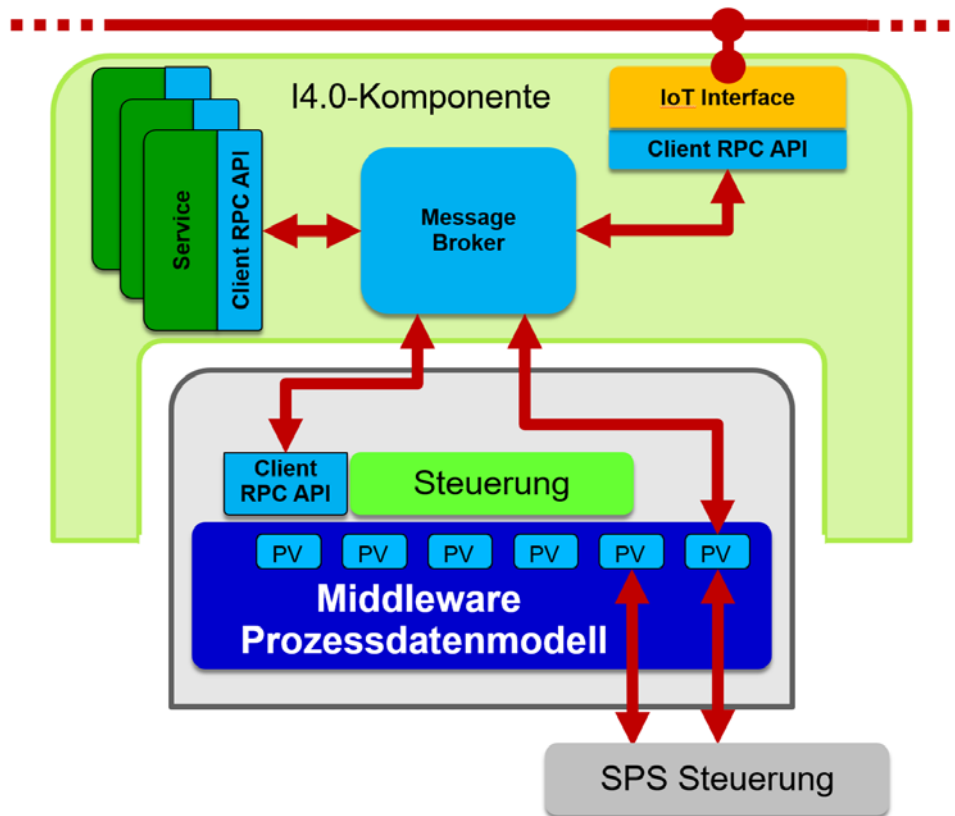 I4.0-Komponente
Service
Client RPC API
IoT Interface
Client RPC API
Message
Broker
Client
RPC API
Steuerung
PV
PV
PV
PV
PV
PV
Middleware
Prozessdatenmodell
SPS Steuerung